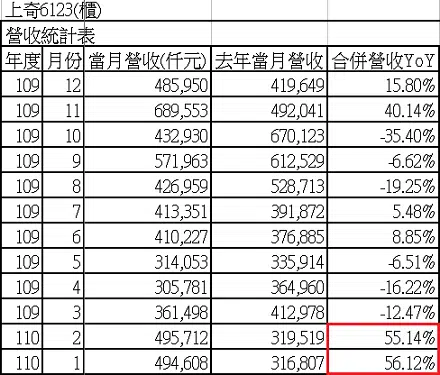 上奇6123(櫃)
營收統計表
年度 月份 當月營收(仟元) 去年當月營收 合併營收YoY
109 12 485,950 419,649 15.80%
109 11 689,553 492,041 40.14%
109 10 432,930 670,123 -35.40%
109 9 571,963 612,529 -6.62%
109 8 426,959 528,713 -19.25%
109 7 413,351 391,872 5.48%
109 6 410,227 376,885 8.85%
109 5 314,053 335,914 -6.51%
109 4 305,781 364,960 -16.22%
109 3 361,498 412,978 -12.47%
110 2 495,712 319,519 55.14%
110 1 494,608 316,807 56.12%